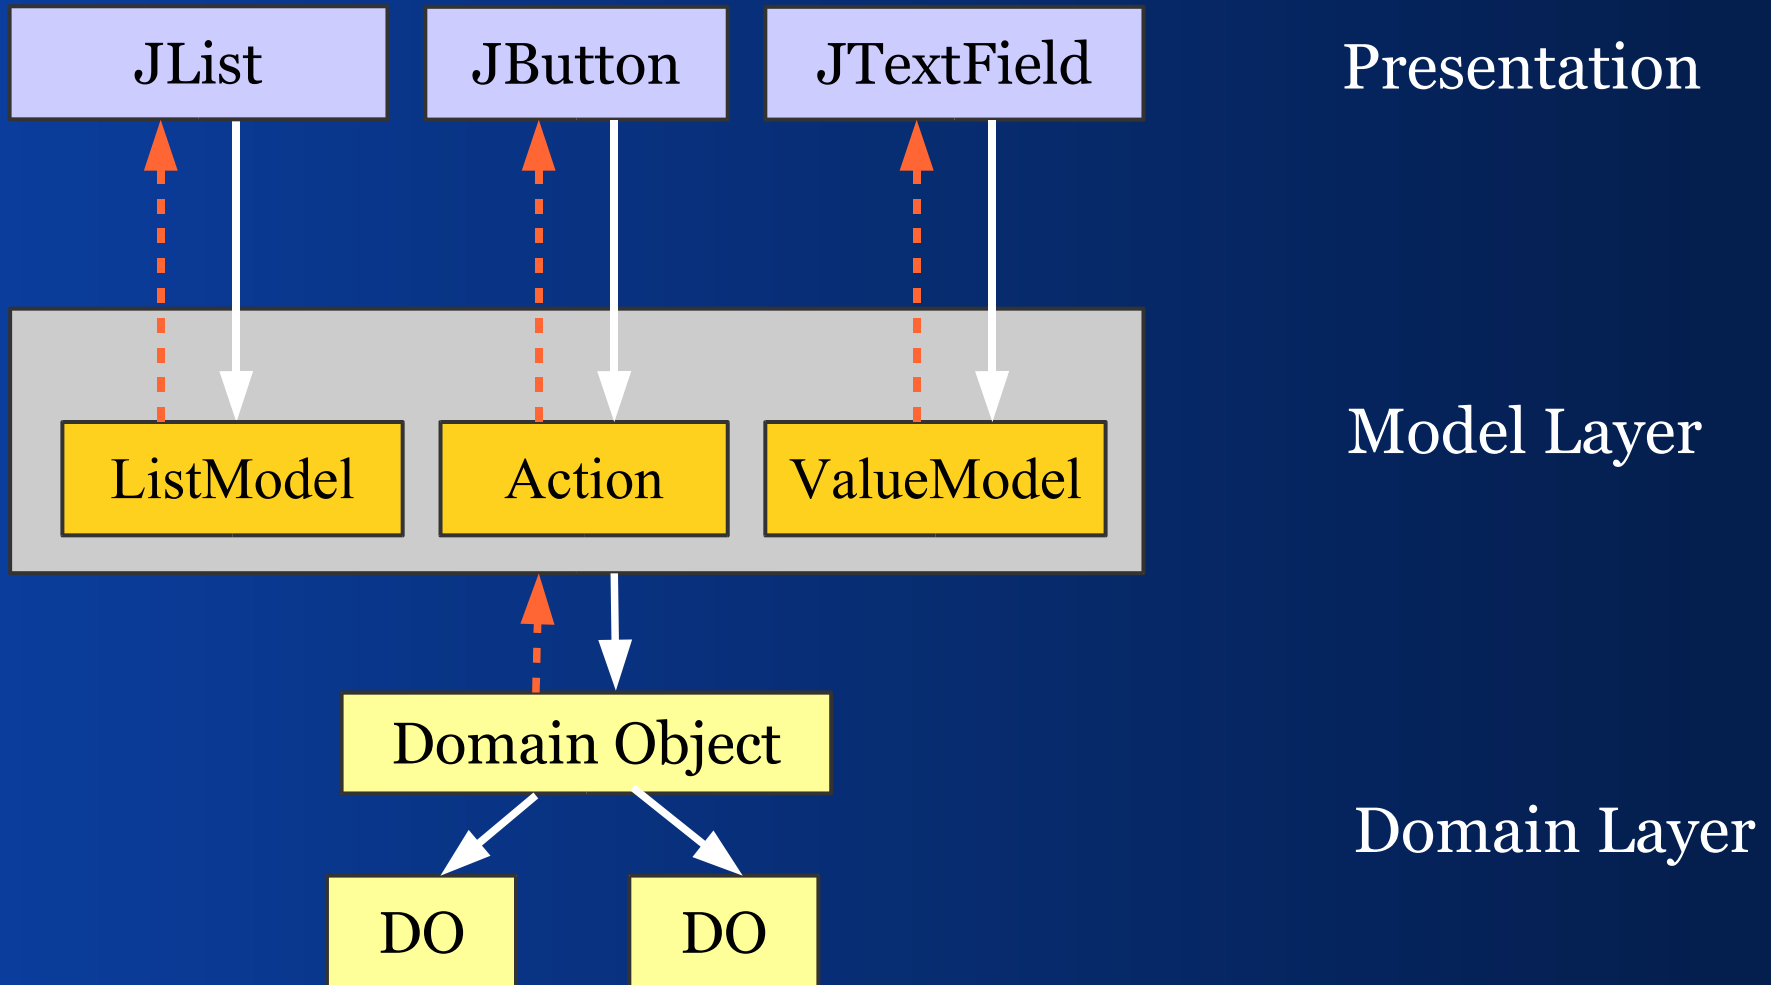 JList
JButton
JTextField
Presentation
ListModel
Action
ValueModel
Model Layer
Domain Object
Domain Layer
DO
DO